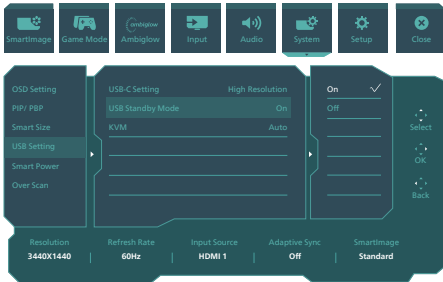 ambiglow
SmartImage Game Mode Ambiglow Input Audio System Setup Close
OSD Setting USB-C Setting High Resolution On
PIP/ PBP USB Standby Mode On Off
Smart Size KVM Auto
Select
USB Setting
OK
Smart Power
Over Scan
Back
Resolution Refresh Rate Input Source Adaptive Sync SmartImage
3440X1440 | 60Hz | HDMI 1 | Off | Standard